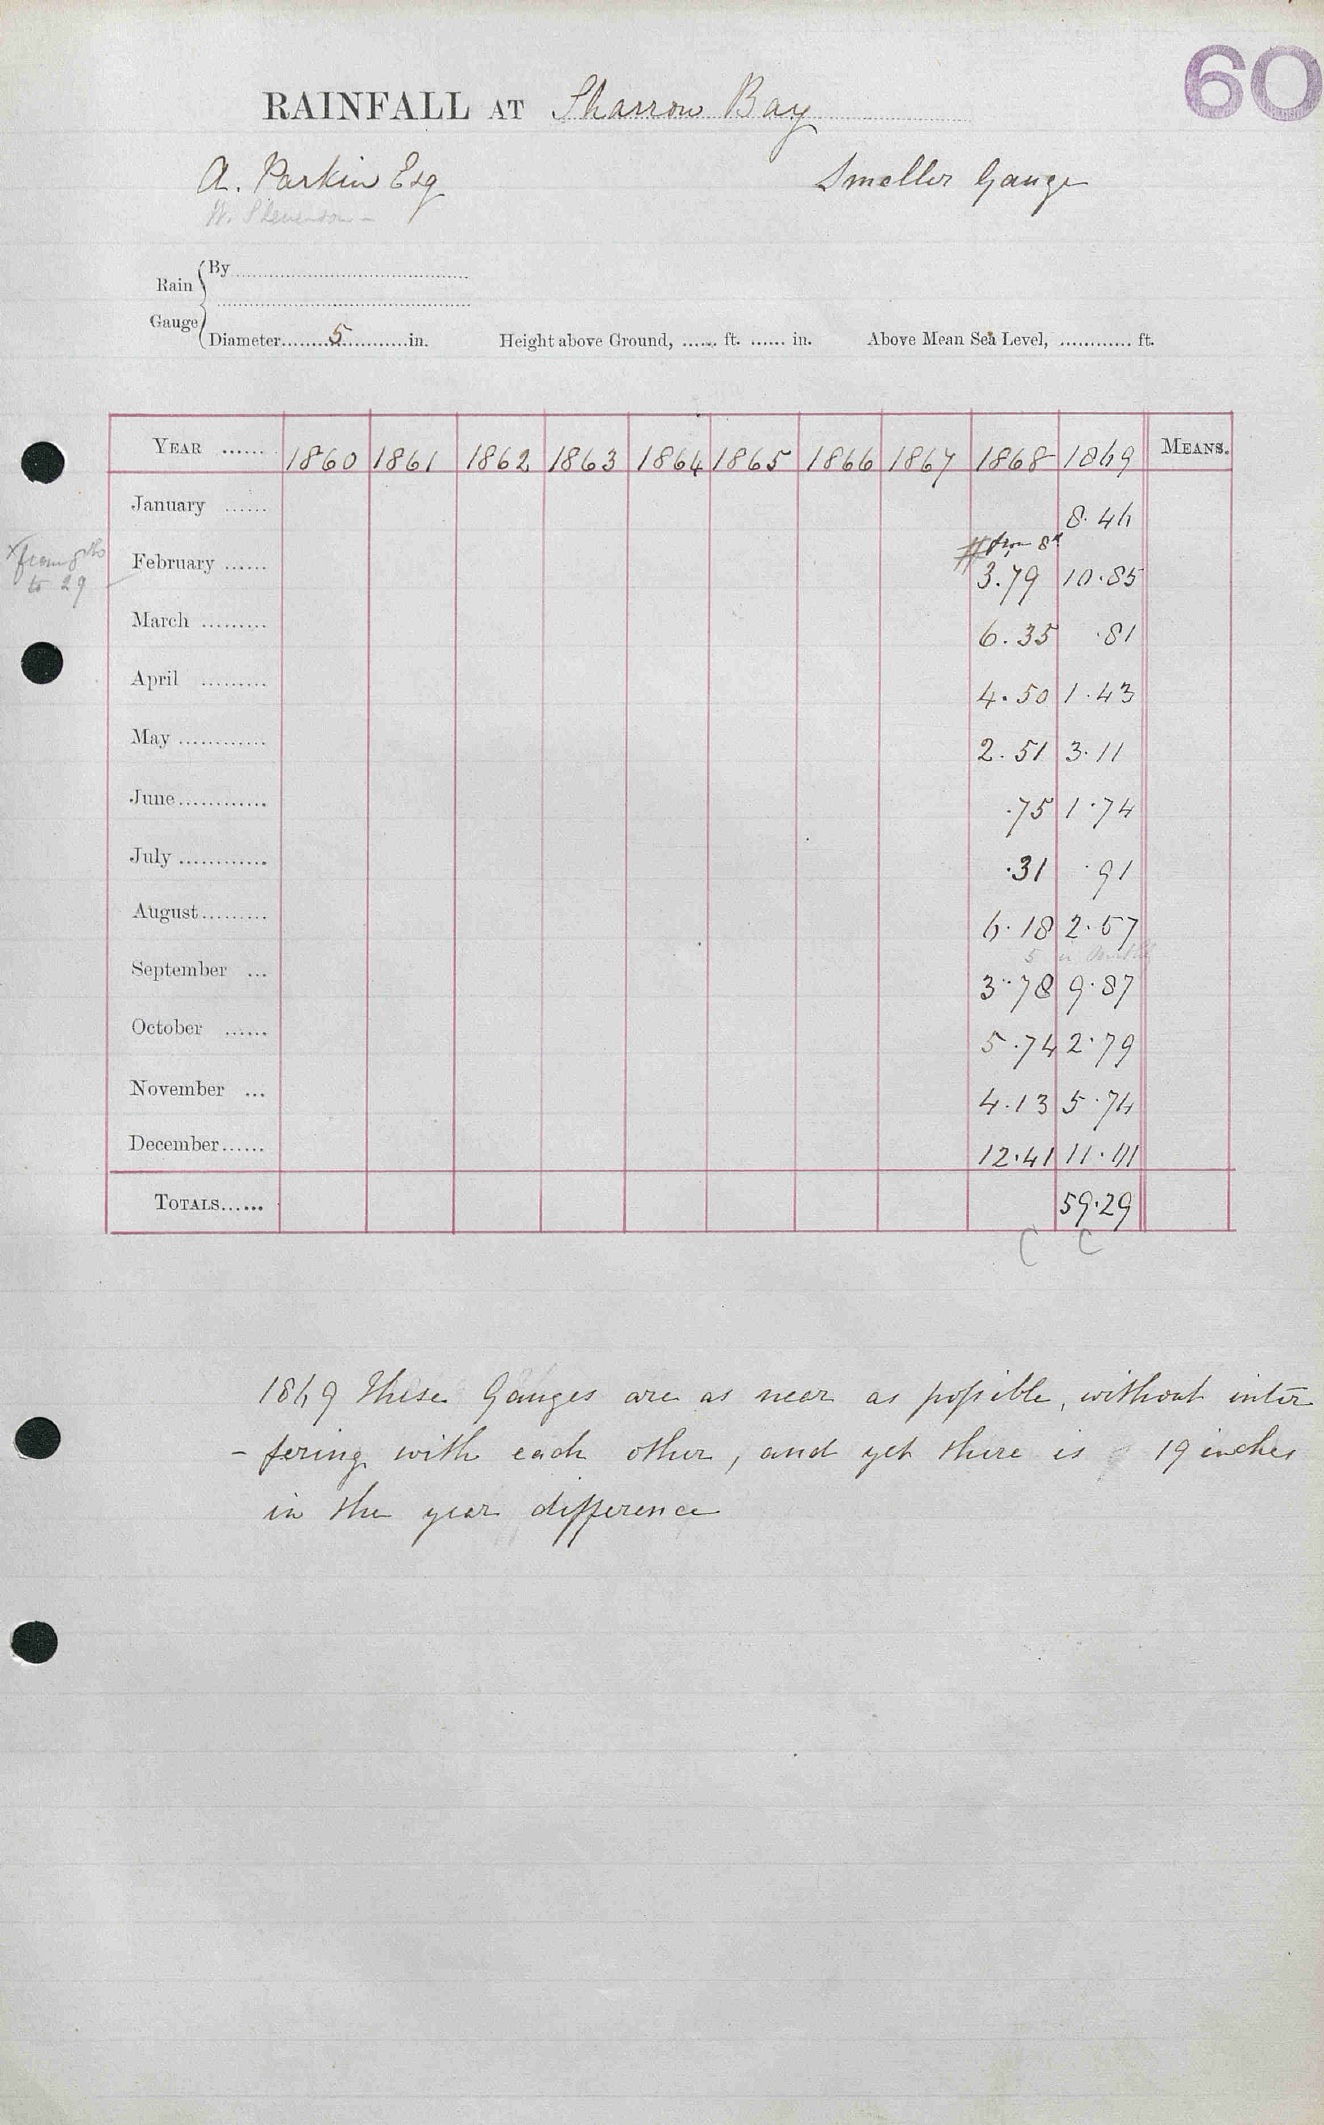 60
RAINFALL AT Sharrow Bay
A. Parkin Esq Smaller Gauge
W. Stevenson -
Rain Gauge
By
Diameter 5 in. Height above Ground, ...... ft. ...... in. Above Mean Sea Level, ............ ft.
YEAR ...... 1860 1861 1862 1863 1864 1865 1866 1867 1868 1869 MEANS.
January ...... 8.46
# from 8th
x from 8th to 29
February ...... 3.79 10.85
March ......... 6.35 .81
April ......... 4.50 1.43
May ............ 2.51 3.11
June ............ .75 1.74
July ............ .31 .91
August ......... 6.18 2.57
5
September ... 3.78 9.87
October ...... 5.74 2.79
November ... 4.13 5.74
December ...... 12.41 11.01
TOTALS ...... 59.29
C C
1869 These Gauges are as near as possible, without inter
- fering with each other, and yet there is 19 inches
in the year difference